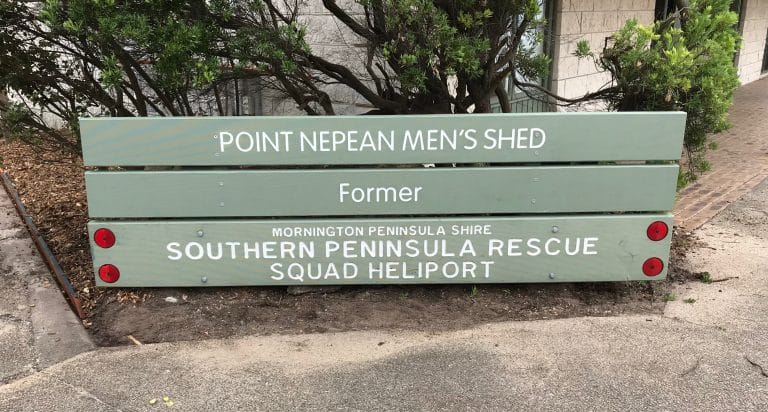 POINT NEPEAN MEN'S SHED
Former
MORNINGTON PENINSULA SHIRE
SOUTHERN PENINSULA RESCUE
SQUAD HELIPORT